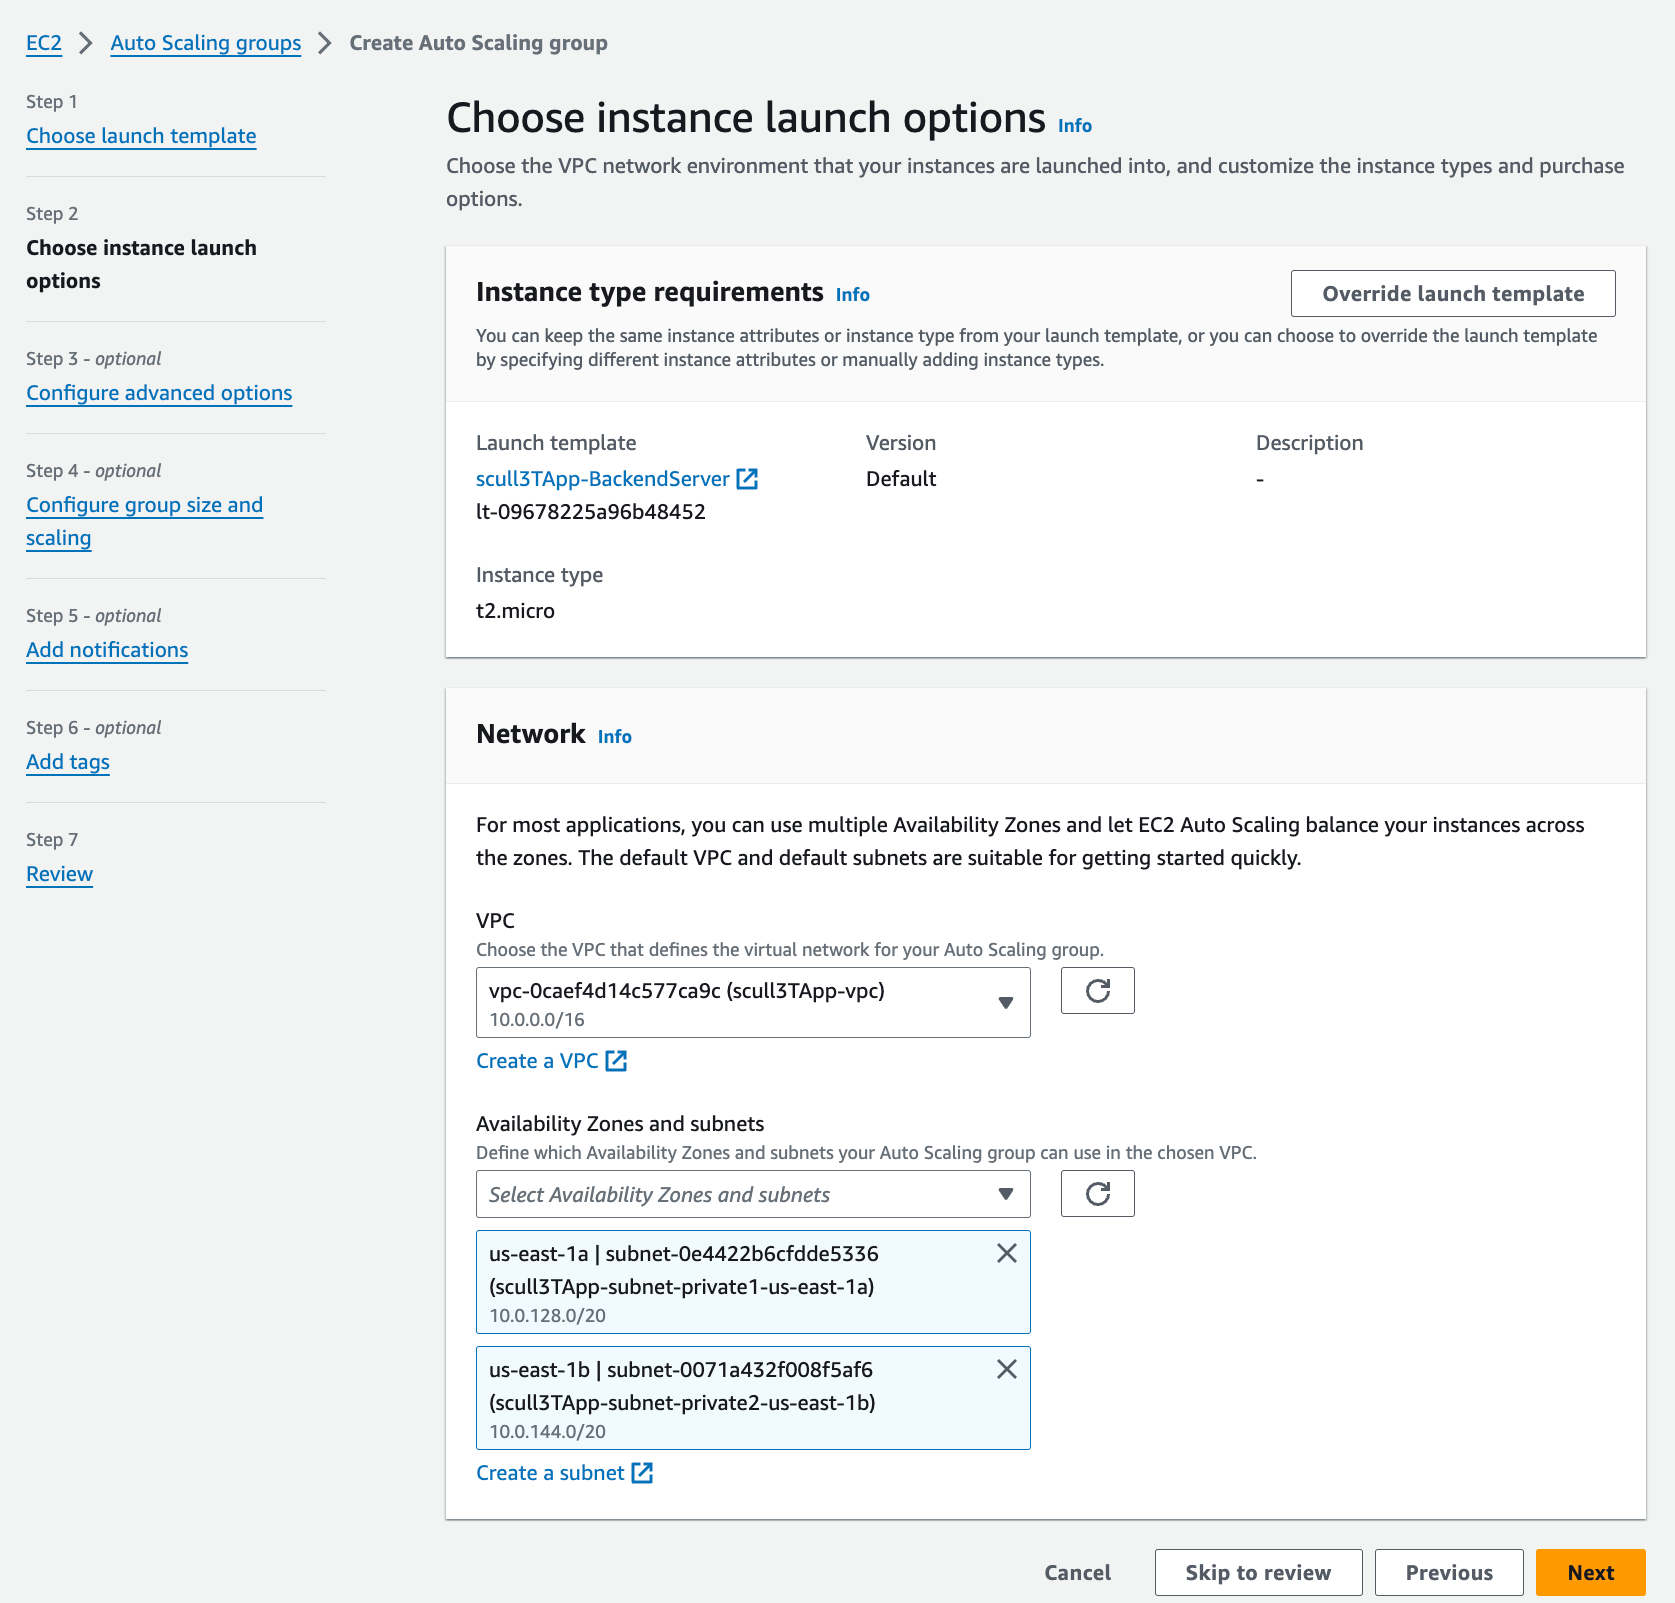 EC2 > Auto Scaling groups > Create Auto Scaling group
Step 1
Choose launch template
Step 2
Choose instance launch
options
Step 3 - optional
Configure advanced options
Step 4 - optional
Configure group size and
scaling
Step 5 - optional
Add notifications
Step 6 - optional
Add tags
Step 7
Review
Choose instance launch options Info
Choose the VPC network environment that your instances are launched into, and customize the instance types and purchase
options.
Instance type requirements Info
Override launch template
You can keep the same instance attributes or instance type from your launch template, or you can choose to override the launch template
by specifying different instance attributes or manually adding instance types.
Launch template
scull3TApp-BackendServer
lt-09678225a96b48452
Version
Default
Description
-
Instance type
t2.micro
Network Info
For most applications, you can use multiple Availability Zones and let EC2 Auto Scaling balance your instances across
the zones. The default VPC and default subnets are suitable for getting started quickly.
VPC
Choose the VPC that defines the virtual network for your Auto Scaling group.
vpc-0caef4d14c577ca9c (scull3TApp-vpc)
10.0.0.0/16
Create a VPC
Availability Zones and subnets
Define which Availability Zones and subnets your Auto Scaling group can use in the chosen VPC.
Select Availability Zones and subnets
us-east-1a | subnet-0e4422b6cfdde5336
(scull3TApp-subnet-private1-us-east-1a)
10.0.128.0/20
us-east-1b | subnet-0071a432f008f5af6
(scull3TApp-subnet-private2-us-east-1b)
10.0.144.0/20
Create a subnet
Cancel
Skip to review
Previous
Next